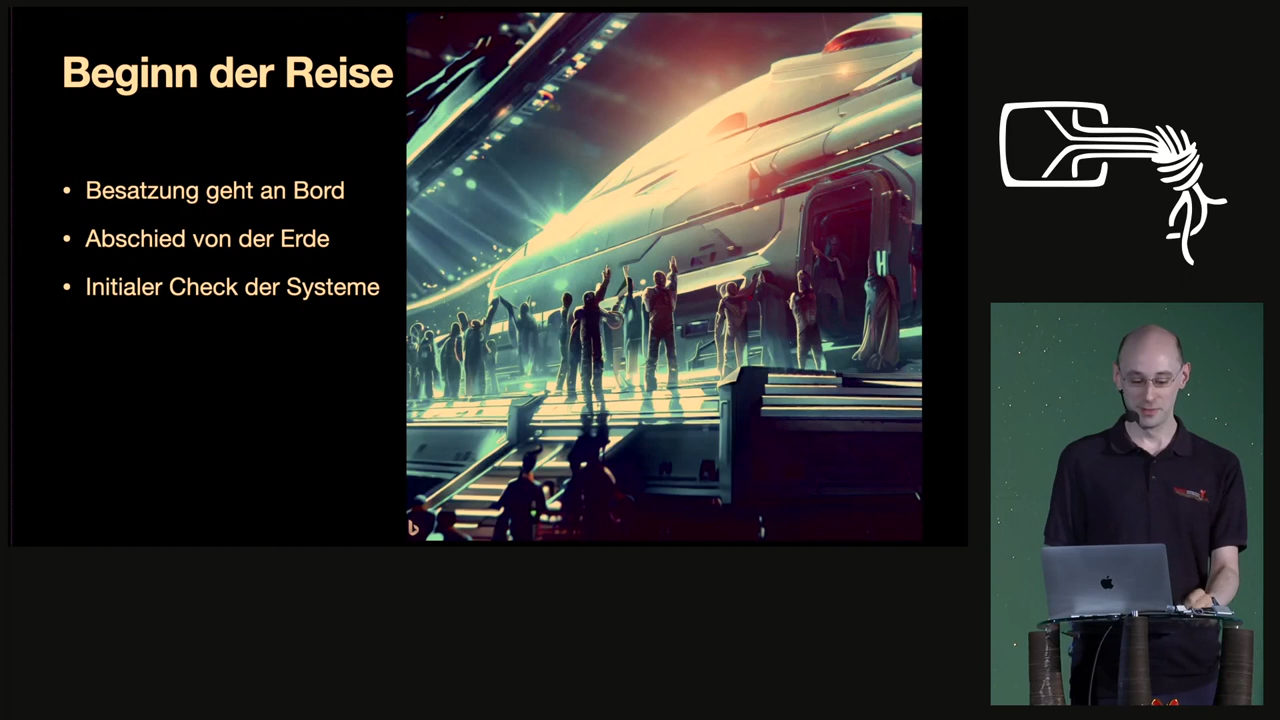 Beginn der Reise
• Besatzung geht an Bord
• Abschied von der Erde
• Initialer Check der Systeme